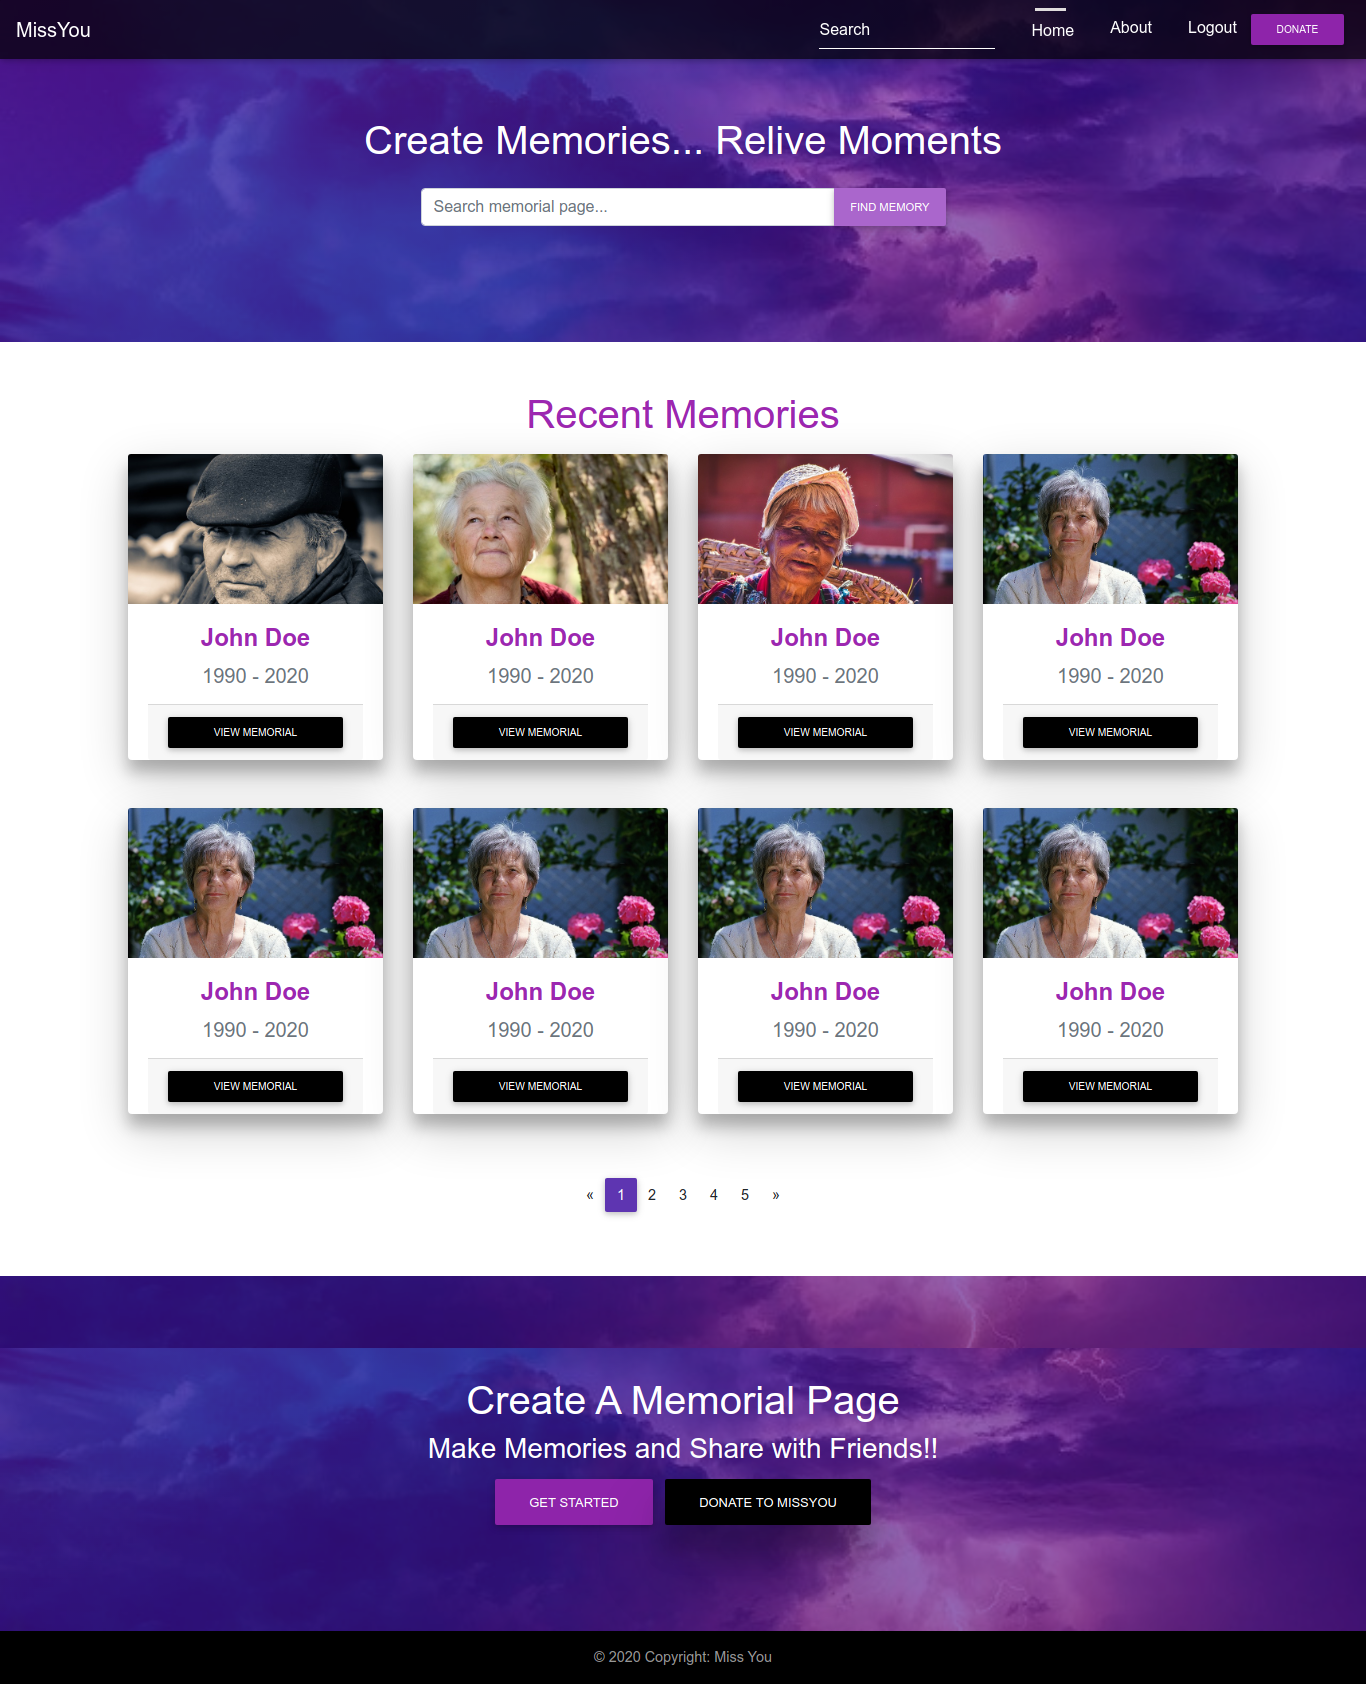 MissYou
Search
Home
About
Logout
DONATE
Create Memories... Relive Moments
Search memorial page...
FIND MEMORY
Recent Memories
John Doe
1990 - 2020
VIEW MEMORIAL
John Doe
1990 - 2020
VIEW MEMORIAL
John Doe
1990 - 2020
VIEW MEMORIAL
John Doe
1990 - 2020
VIEW MEMORIAL
John Doe
1990 - 2020
VIEW MEMORIAL
John Doe
1990 - 2020
VIEW MEMORIAL
John Doe
1990 - 2020
VIEW MEMORIAL
John Doe
1990 - 2020
VIEW MEMORIAL
« 1 2 3 4 5 »
Create A Memorial Page
Make Memories and Share with Friends!!
GET STARTED
DONATE TO MISSYOU
© 2020 Copyright: Miss You